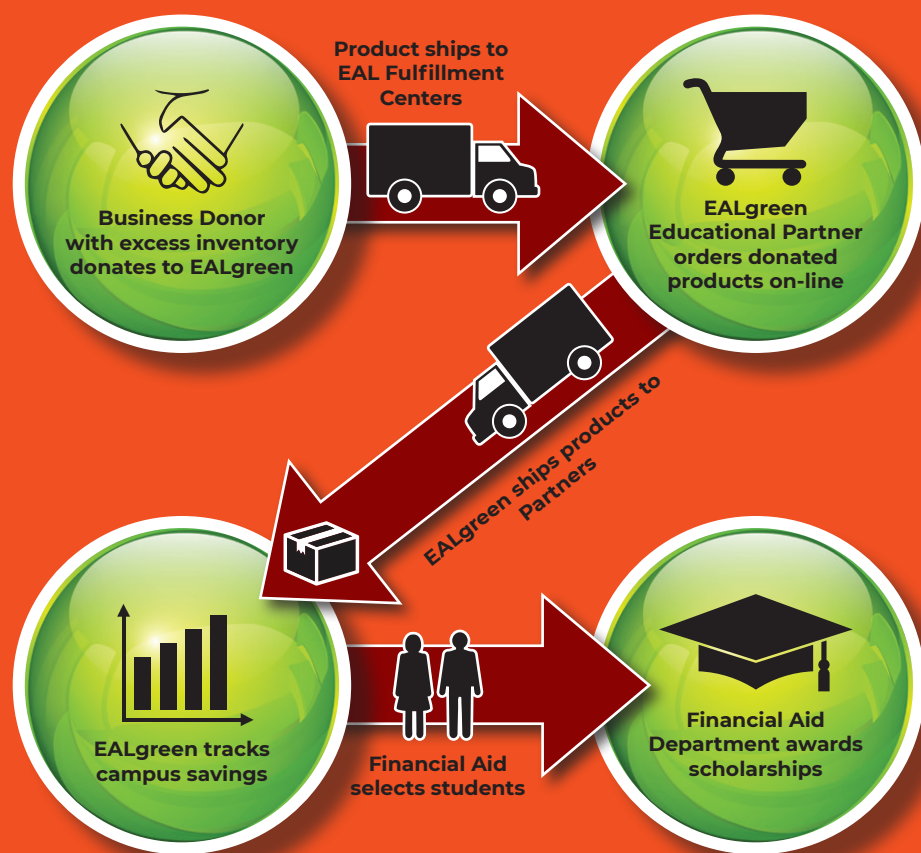 Product ships to
EAL Fulfillment
Centers
Business Donor
with excess inventory
donates to EALgreen
EALgreen
Educational Partner
orders donated
products on-line
EALgreen ships products to
Partners
EALgreen tracks
campus savings
Financial Aid
selects students
Financial Aid
Department awards
scholarships